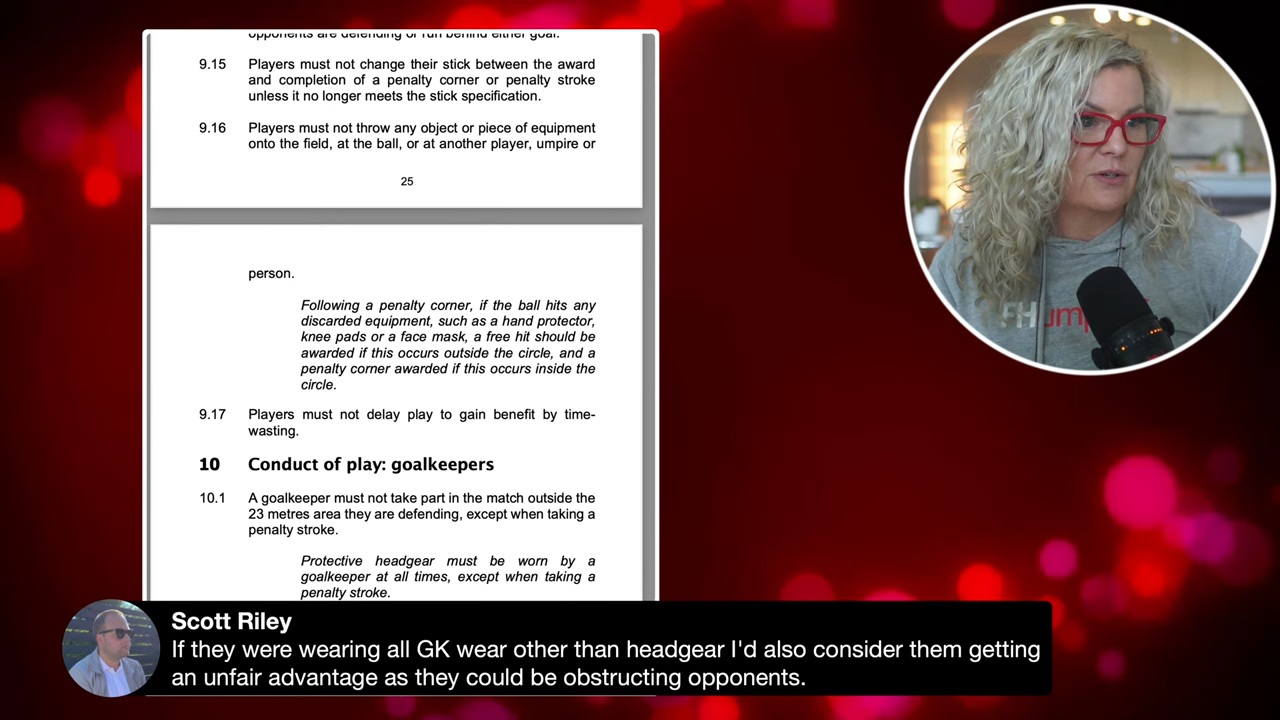 opponents are defending or run behind either goal.
9.15 Players must not change their stick between the award
and completion of a penalty corner or penalty stroke
unless it no longer meets the stick specification.
9.16 Players must not throw any object or piece of equipment
onto the field, at the ball, or at another player, umpire or
25
person.
Following a penalty corner, if the ball hits any
discarded equipment, such as a hand protector,
knee pads or a face mask, a free hit should be
awarded if this occurs outside the circle, and a
penalty corner awarded if this occurs inside the
circle.
9.17 Players must not delay play to gain benefit by time-
wasting.
10 Conduct of play: goalkeepers
10.1 A goalkeeper must not take part in the match outside the
23 metres area they are defending, except when taking a
penalty stroke.
Protective headgear must be worn by a
goalkeeper at all times, except when taking a
penalty stroke.
Scott Riley
If they were wearing all GK wear other than headgear I'd also consider them getting
an unfair advantage as they could be obstructing opponents.
FHump